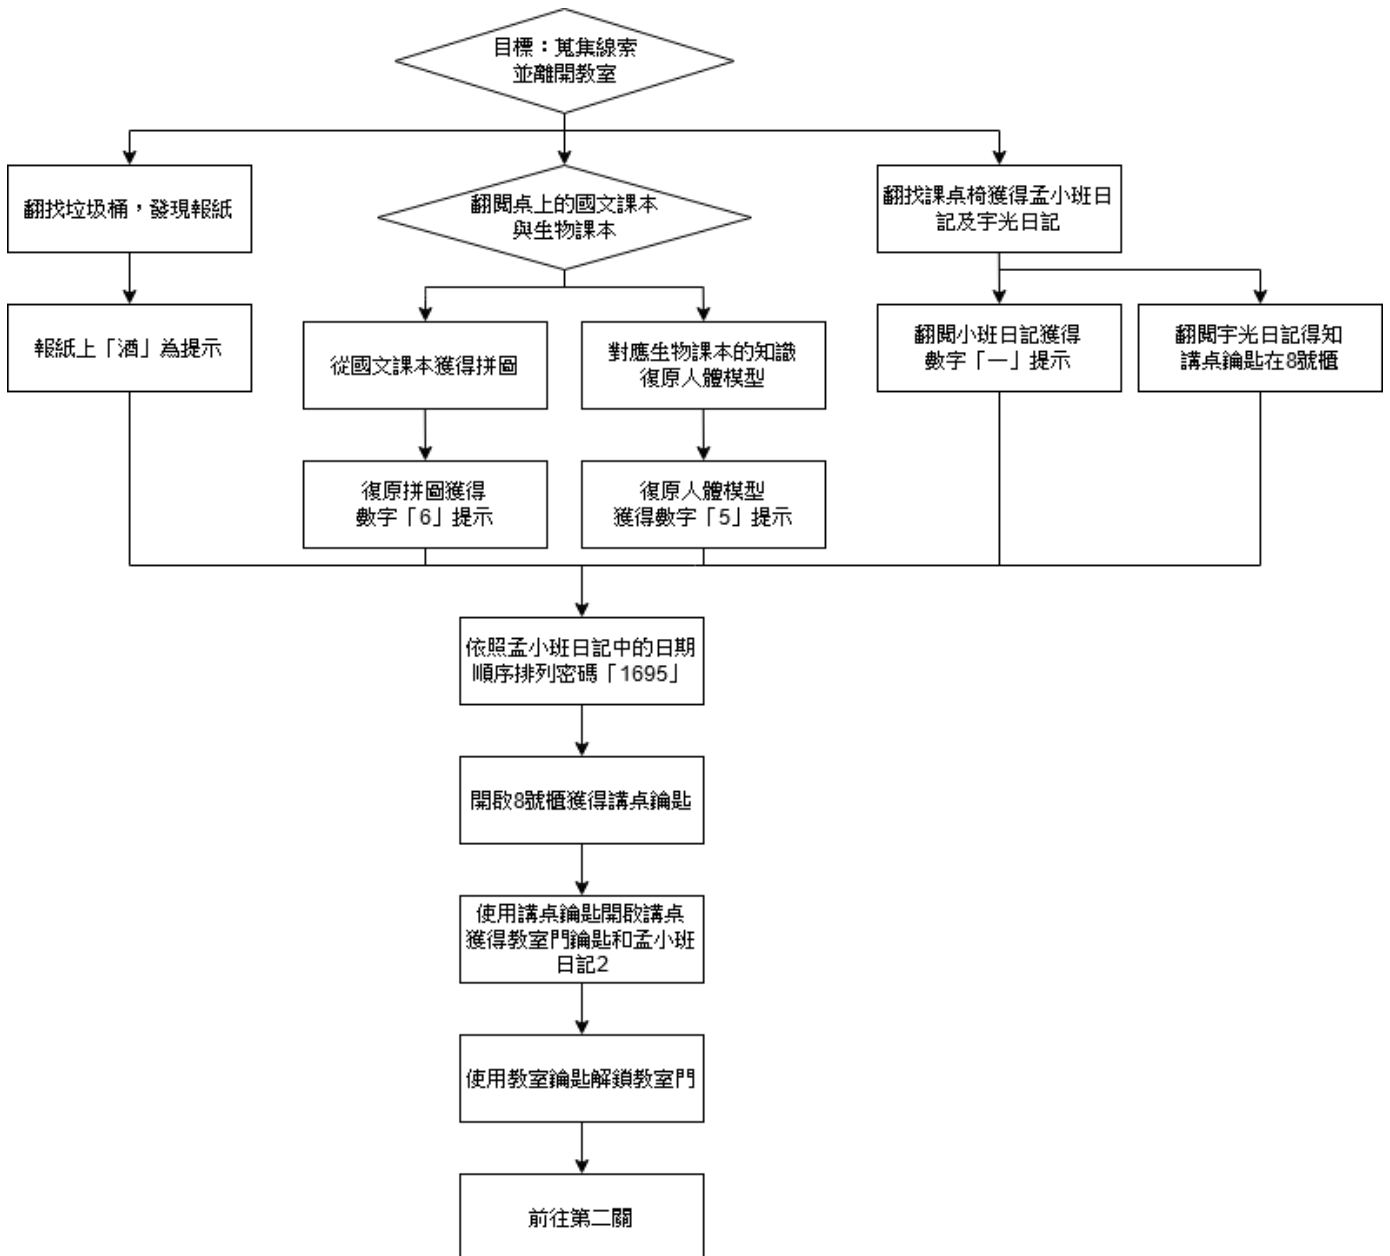 目標：蒐集線索
並離開教室
翻找垃圾桶，發現報紙
翻閱桌上的國文課本
與生物課本
翻找課桌椅獲得孟小班日
記及宇光日記
報紙上「酒」為提示
從國文課本獲得拼圖
對應生物課本的知識
復原人體模型
翻閱小班日記獲得
數字「一」提示
翻閱宇光日記得知
講桌鑰匙在8號櫃
復原拼圖獲得
數字「6」提示
復原人體模型
獲得數字「5」提示
依照孟小班日記中的日期
順序排列密碼「1695」
開啟8號櫃獲得講桌鑰匙
使用講桌鑰匙開啟講桌
獲得教室門鑰匙和孟小班
日記2
使用教室鑰匙解鎖教室門
前往第二關